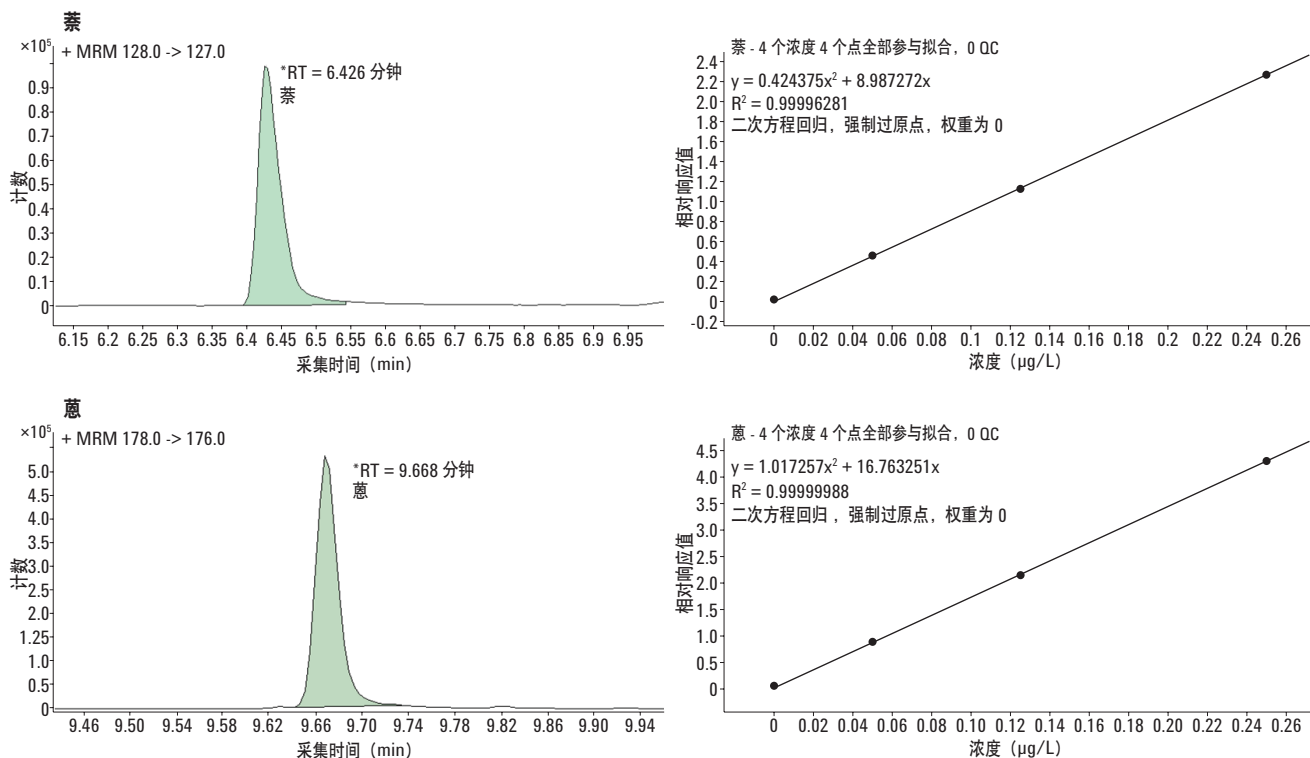 萘
×10⁵
+ MRM 128.0 -> 127.0
*RT = 6.426 分钟
萘
计数
0.9
0.8
0.7
0.6
0.5
0.4
0.3
0.2
0.1
0
6.15 6.2 6.25 6.3 6.35 6.4 6.45 6.5 6.55 6.6 6.65 6.7 6.75 6.8 6.85 6.9 6.95
采集时间（min）
萘 - 4 个浓度 4 个点全部参与拟合，0 QC
y = 0.424375x² + 8.987272x
R² = 0.99996281
二次方程回归，强制过原点，权重为 0
相对响应值
2.4
2.2
2.0
1.8
1.6
1.4
1.2
1.0
0.8
0.6
0.4
0.2
0
-0.2
0 0.02 0.04 0.06 0.08 0.10 0.12 0.14 0.16 0.18 0.20 0.22 0.24 0.26
浓度（µg/L）
蒽
×10⁵
+ MRM 178.0 -> 176.0
*RT = 9.668 分钟
蒽
计数
5.0
4.5
4.0
3.5
3.0
2.5
2.0
1.25
1.0
0.5
0
9.46 9.50 9.54 9.58 9.62 9.66 9.70 9.74 9.78 9.82 9.86 9.90 9.94
采集时间（min）
蒽 - 4 个浓度 4 个点全部参与拟合，0 QC
y = 1.017257x² + 16.763251x
R² = 0.99999988
二次方程回归 ，强制过原点，权重为 0
相对响应值
4.5
4.0
3.5
3.0
2.5
2.0
1.5
1.0
0.5
0
0 0.02 0.04 0.06 0.08 0.10 0.12 0.14 0.16 0.18 0.20 0.22 0.24 0.26
浓度（µg/L）